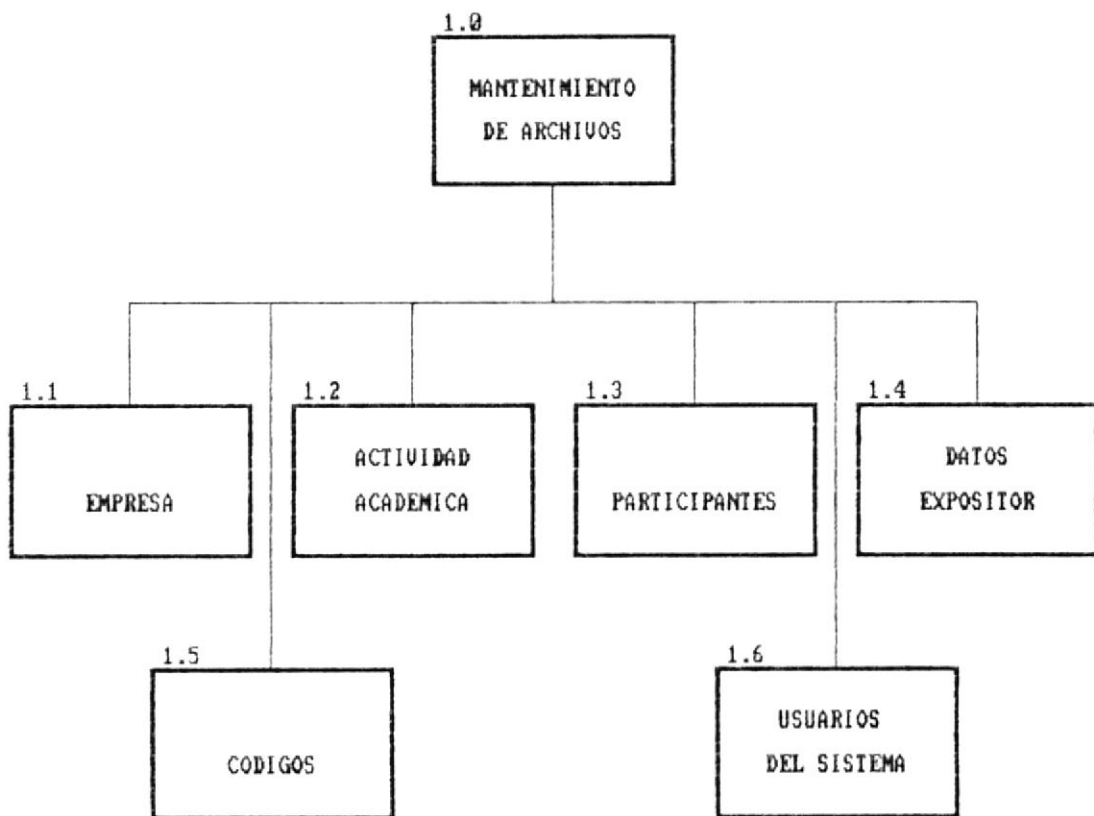 1.0
MANTENIMIENTO
DE ARCHIVOS
1.1
EMPRESA
1.2
ACTIVIDAD
ACADEMICA
1.3
PARTICIPANTES
1.4
DATOS
EXPOSITOR
1.5
CODIGOS
1.6
USUARIOS
DEL SISTEMA